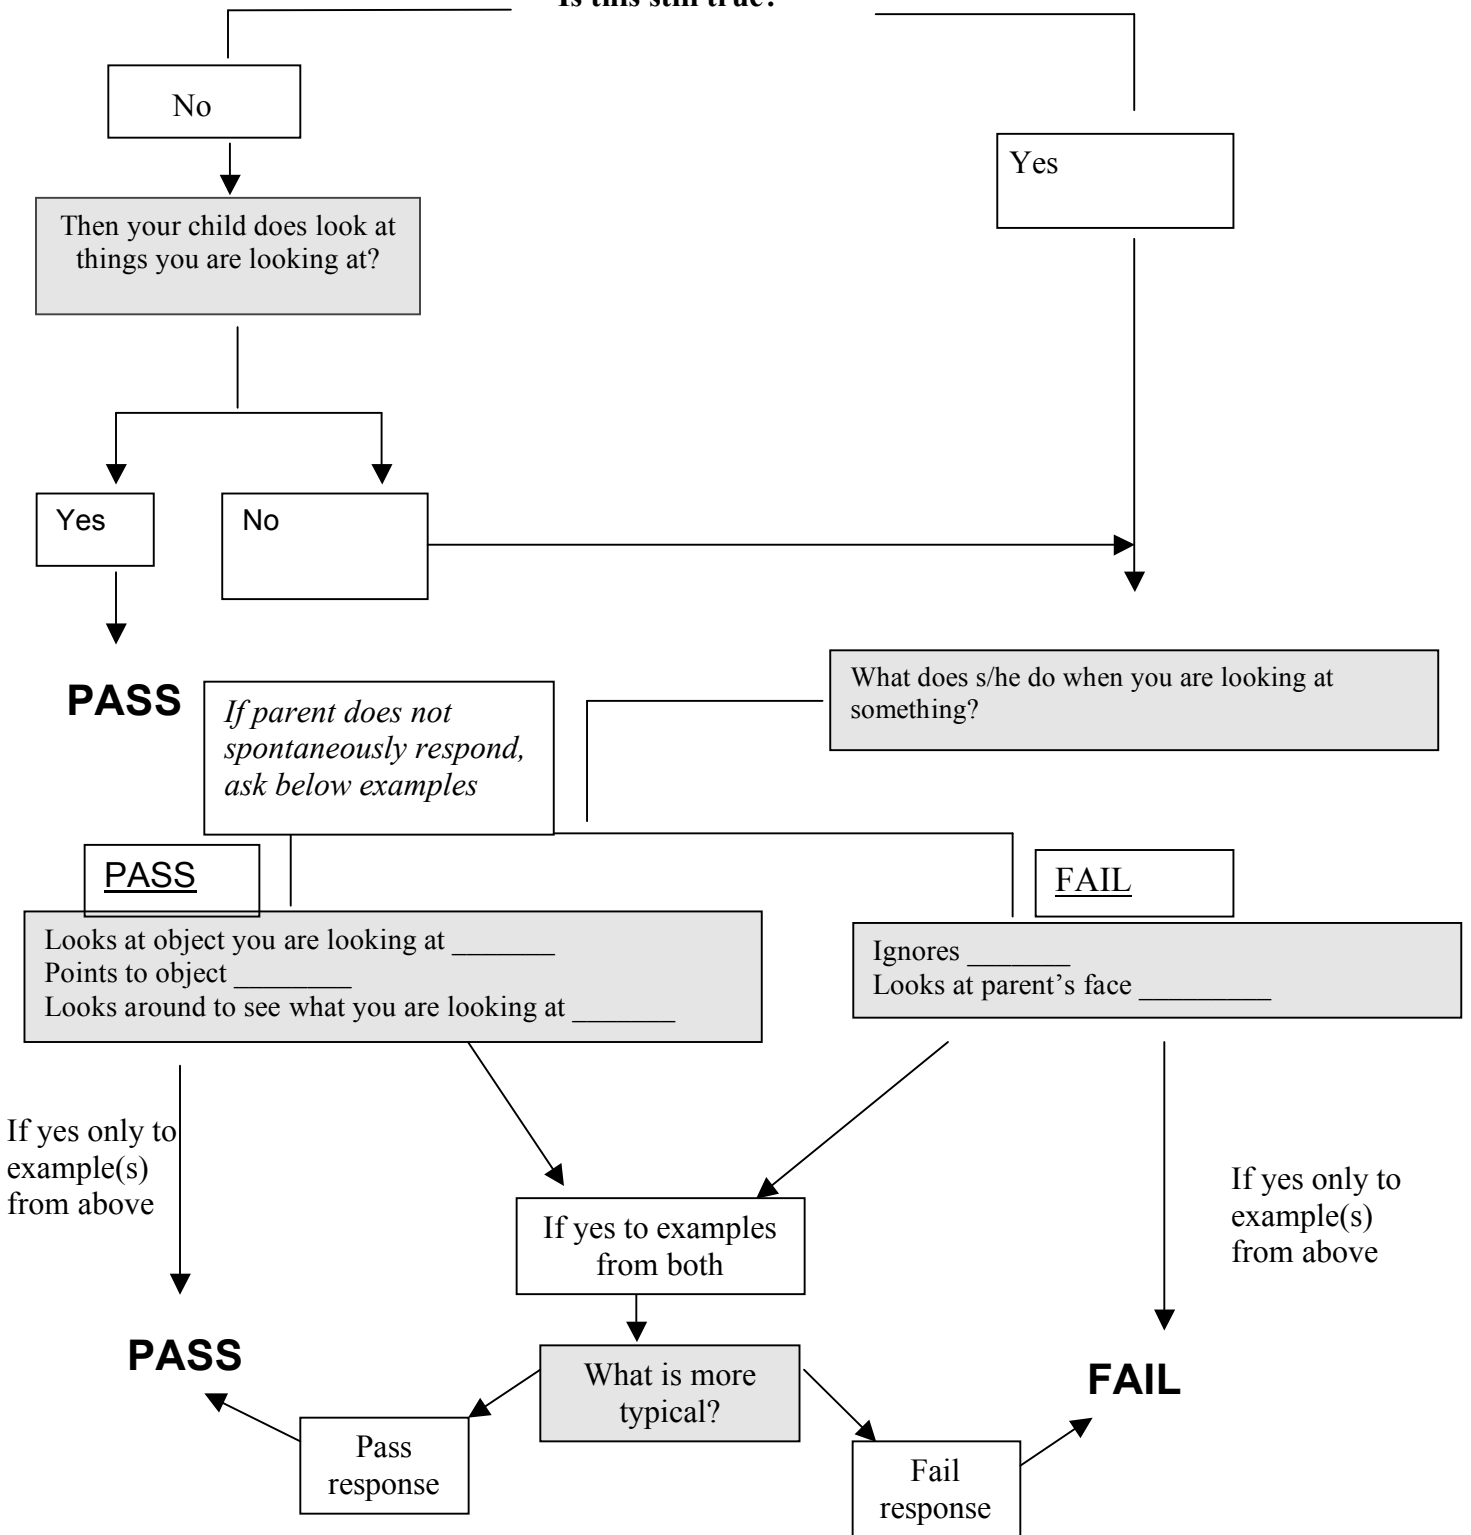 Is this still true?
No
Yes
Then your child does look at
things you are looking at?
Yes
No
PASS
If parent does not
spontaneously respond,
ask below examples
What does s/he do when you are looking at
something?
PASS
FAIL
Looks at object you are looking at _______
Points to object ________
Looks around to see what you are looking at _______
Ignores _______
Looks at parent’s face _________
If yes only to
example(s)
from above
If yes to examples
from both
If yes only to
example(s)
from above
PASS
What is more
typical?
FAIL
Pass
response
Fail
response